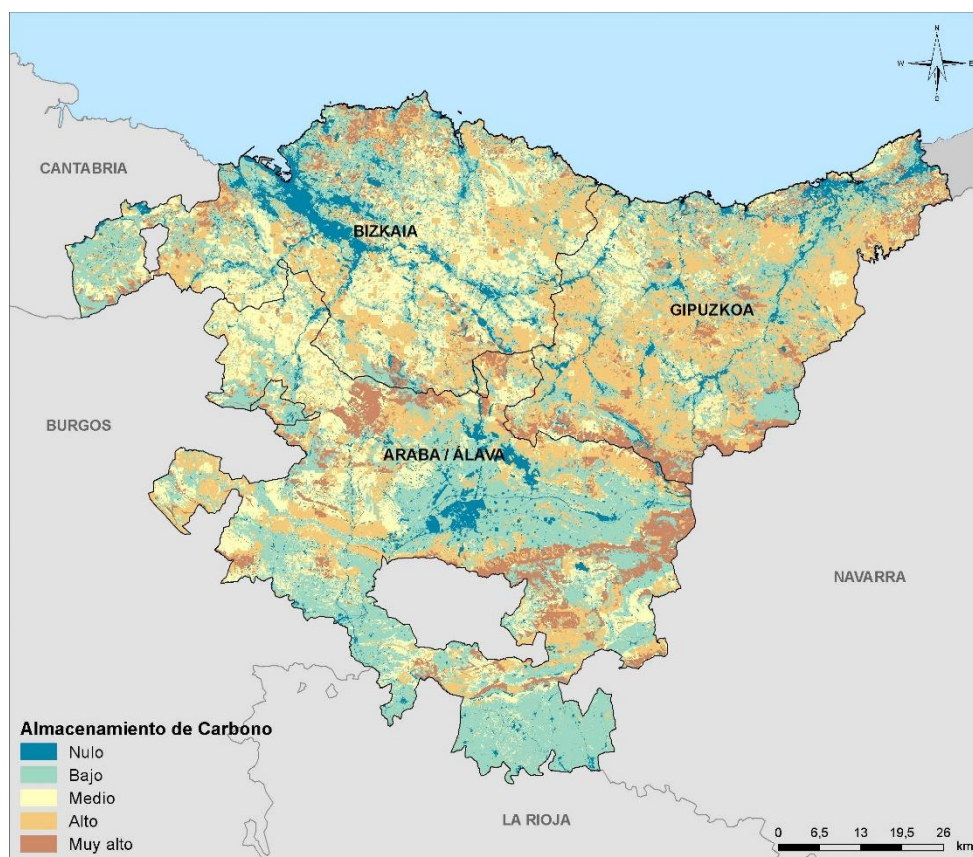 N
W
E
CANTABRIA
BIZKAIA
GIPUZKOA
BURGOS
ARABA / ÁLAVA
NAVARRA
Almacenamiento de Carbono
Nulo
Bajo
Medio
Alto
Muy alto
LA RIOJA
0 6,5 13 19,5 26
km